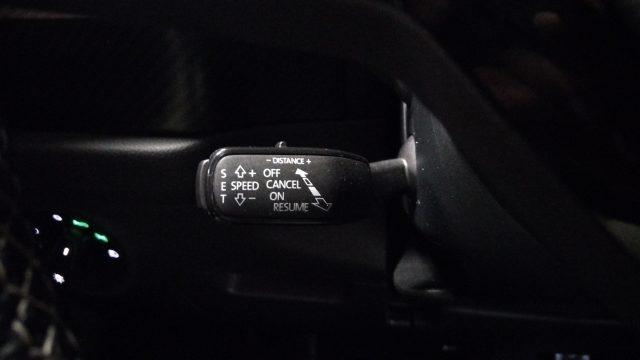 - DISTANCE +
S + OFF
E SPEED CANCEL
T - ON
RESUME